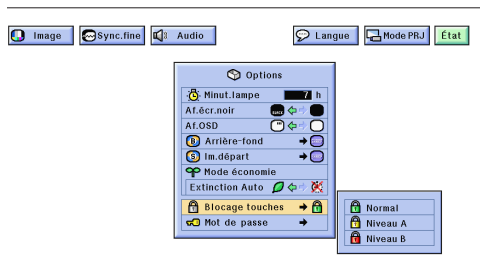 Image Sync.fine Audio Langue Mode PRJ État
Options
Minut.lampe 7 h
Af.écr.noir
Af.OSD
Arrière-fond
Im.départ
Mode économie
Extinction Auto
Blocage touches
Mot de passe
Normal
Niveau A
Niveau B